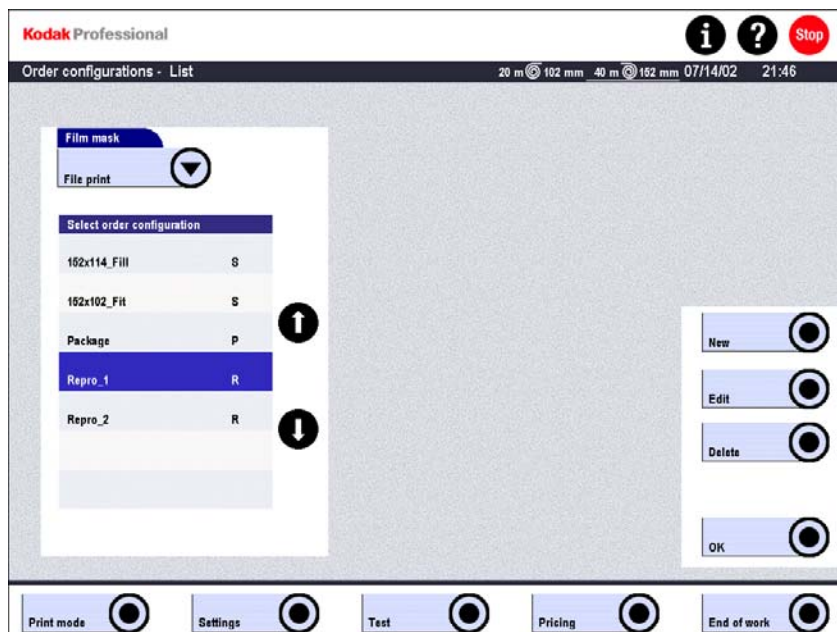 Kodak Professional
i ? Stop
Order configurations - List 20 m 102 mm 40 m 152 mm 07/14/02 21:46
Film mask
File print
Select order configuration
152x114_Fill S
152x102_Fit S
Package P
Repro_1 R
Repro_2 R
New
Edit
Delete
OK
Print mode Settings Test Pricing End of work